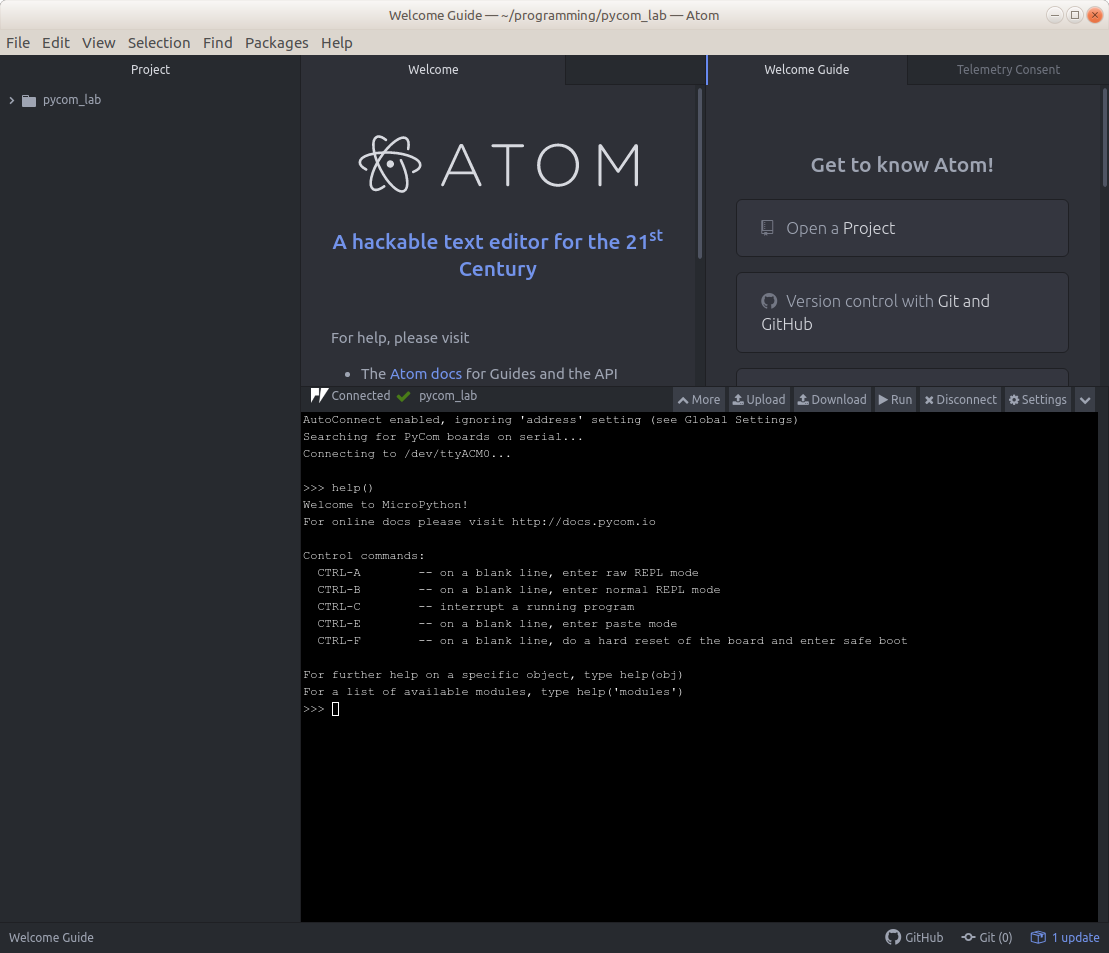 Welcome Guide — ~/programming/pycom_lab — Atom
File Edit View Selection Find Packages Help
Project
pycom_lab
Welcome
ATOM
A hackable text editor for the 21st
Century
For help, please visit
• The Atom docs for Guides and the API
Welcome Guide
Telemetry Consent
Get to know Atom!
Open a Project
Version control with Git and
GitHub
Connected pycom_lab
More Upload Download Run Disconnect Settings
AutoConnect enabled, ignoring 'address' setting (see Global Settings)
Searching for PyCom boards on serial...
Connecting to /dev/ttyACM0...
>>> help()
Welcome to MicroPython!
For online docs please visit http://docs.pycom.io
Control commands:
CTRL-A -- on a blank line, enter raw REPL mode
CTRL-B -- on a blank line, enter normal REPL mode
CTRL-C -- interrupt a running program
CTRL-E -- on a blank line, enter paste mode
CTRL-F -- on a blank line, do a hard reset of the board and enter safe boot
For further help on a specific object, type help(obj)
For a list of available modules, type help('modules')
>>>
Welcome Guide
GitHub Git (0) 1 update